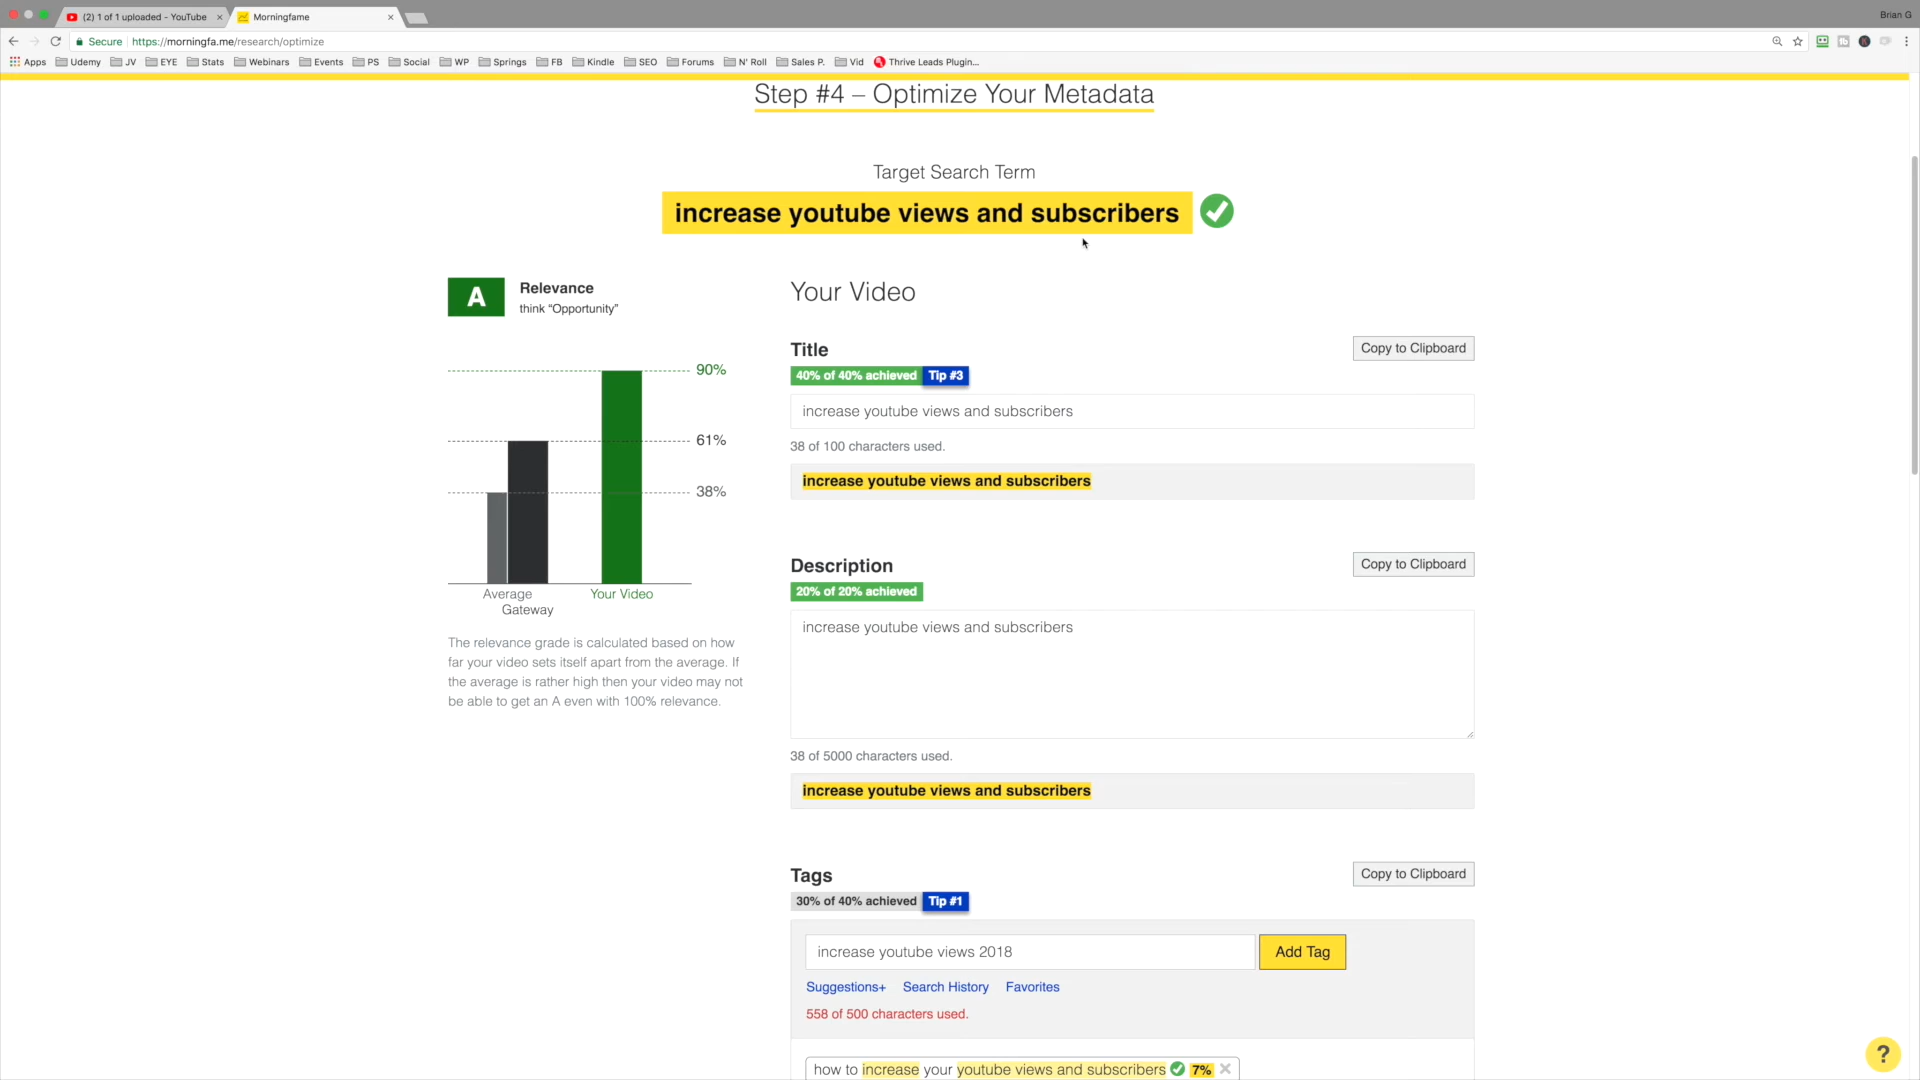 (2) 1 of 1 uploaded - YouTube
Morningfame
Brian G
Secure https://morningfa.me/research/optimize
Apps Udemy JV EYE Stats Webinars Events PS Social WP Springs FB Kindle SEO Forums N' Roll Sales P. Vid Thrive Leads Plugin...
Step #4 – Optimize Your Metadata
Target Search Term
increase youtube views and subscribers
A
Relevance
think “Opportunity”
90%
61%
38%
Average
Gateway
Your Video
The relevance grade is calculated based on how
far your video sets itself apart from the average. If
the average is rather high then your video may not
be able to get an A even with 100% relevance.
Your Video
Title
Copy to Clipboard
40% of 40% achieved Tip #3
increase youtube views and subscribers
38 of 100 characters used.
increase youtube views and subscribers
Description
Copy to Clipboard
20% of 20% achieved
increase youtube views and subscribers
38 of 5000 characters used.
increase youtube views and subscribers
Tags
Copy to Clipboard
30% of 40% achieved Tip #1
increase youtube views 2018
Add Tag
Suggestions+ Search History Favorites
558 of 500 characters used.
how to increase your youtube views and subscribers 7%
?